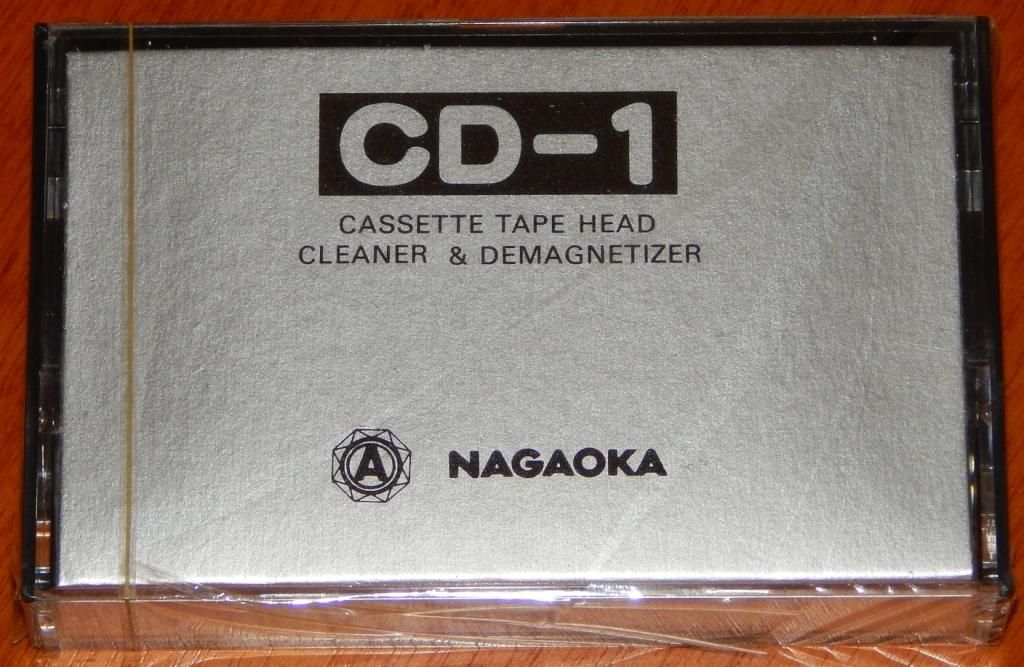 CD-1
CASSETTE TAPE HEAD
CLEANER & DEMAGNETIZER
A NAGAOKA